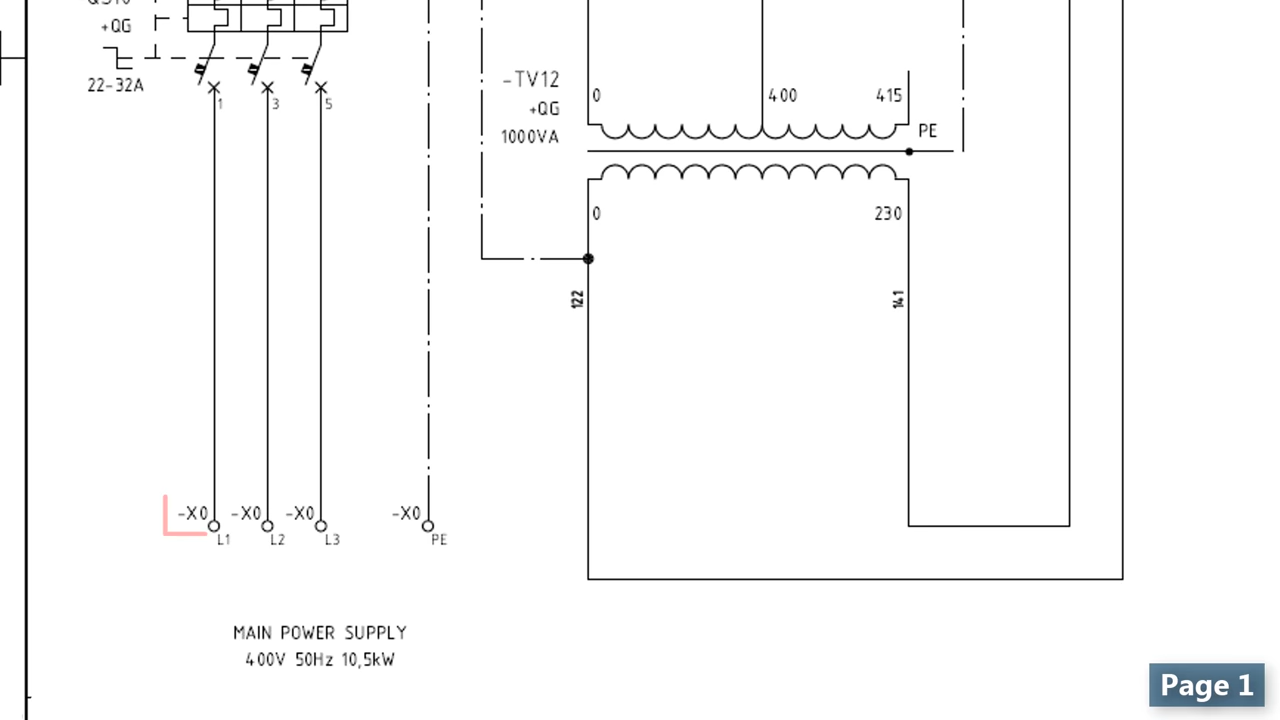 +QG
22-32A
1
3
5
-TV12
+QG
1000VA
0
400
415
PE
0
230
122
141
-X0
-X0
-X0
-X0
L1
L2
L3
PE
MAIN POWER SUPPLY
400V 50Hz 10,5kW
Page 1